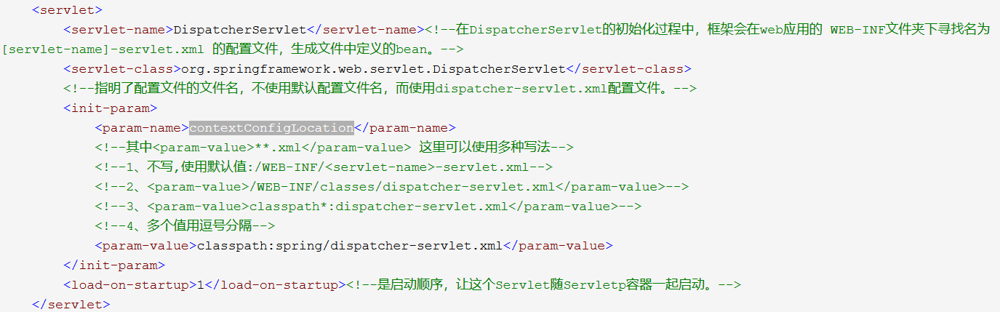 <servlet>
<servlet-name>DispatcherServlet</servlet-name><!--在DispatcherServlet的初始化过程中，框架会在web应用的 WEB-INF文件夹下寻找名为
[servlet-name]-servlet.xml 的配置文件，生成文件中定义的bean。-->
<servlet-class>org.springframework.web.servlet.DispatcherServlet</servlet-class>
<!--指明了配置文件的文件名，不使用默认配置文件名，而使用dispatcher-servlet.xml配置文件。-->
<init-param>
<param-name>contextConfigLocation</param-name>
<!--其中<param-value>**.xml</param-value> 这里可以使用多种写法-->
<!--1、不写,使用默认值:/WEB-INF/<servlet-name>-servlet.xml-->
<!--2、<param-value>/WEB-INF/classes/dispatcher-servlet.xml</param-value>-->
<!--3、<param-value>classpath*:dispatcher-servlet.xml</param-value>-->
<!--4、多个值用逗号分隔-->
<param-value>classpath:spring/dispatcher-servlet.xml</param-value>
</init-param>
<load-on-startup>1</load-on-startup><!--是启动顺序，让这个Servlet随Servletp容器一起启动。-->
</servlet>